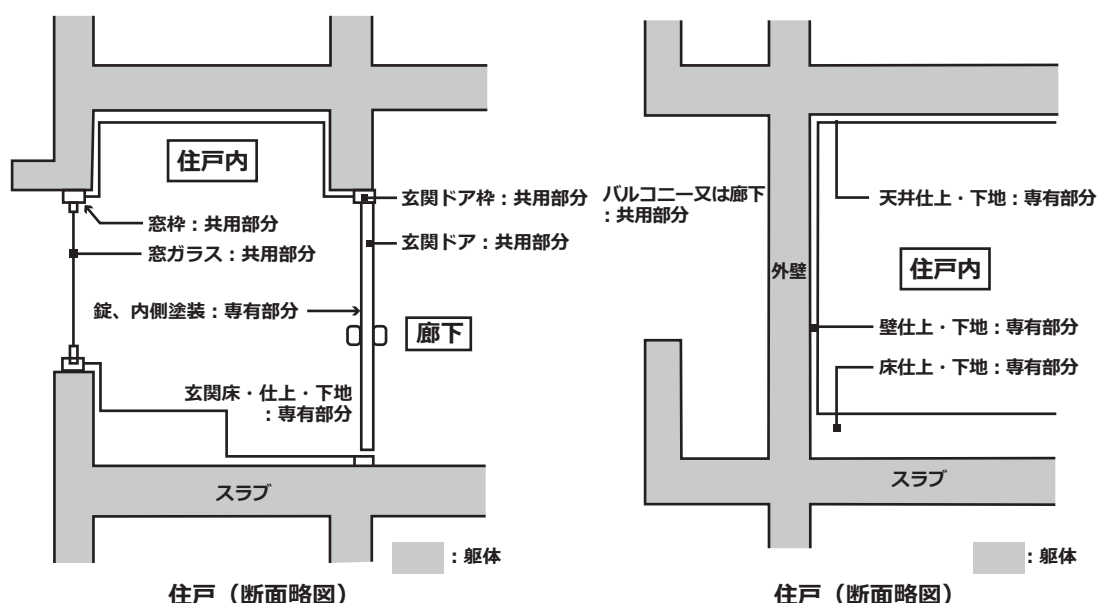 住戸内
窓枠：共用部分
窓ガラス：共用部分
錠、内側塗装：専有部分
玄関床・仕上・下地
：専有部分
玄関ドア枠：共用部分
玄関ドア：共用部分
廊下
スラブ
：躯体
住戸（断面略図）
バルコニー又は廊下
：共用部分
外壁
天井仕上・下地：専有部分
住戸内
壁仕上・下地：専有部分
床仕上・下地：専有部分
スラブ
：躯体
住戸（断面略図）